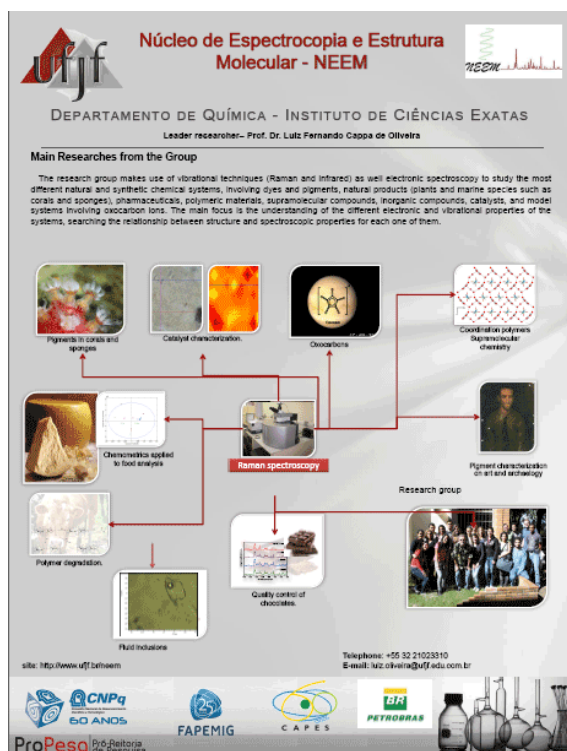 ufjf
Núcleo de Espectrocopia e Estrutura
Molecular - NEEM
NEEM
DEPARTAMENTO DE QUÍMICA - INSTITUTO DE CIÊNCIAS EXATAS
Leader researcher– Prof. Dr. Luiz Fernando Cappa de Oliveira
Main Researches from the Group
The research group makes use of vibrational techniques (Raman and infrared) as well electronic spectroscopy to study the most
different natural and synthetic chemical systems, involving dyes and pigments, natural products (plants and marine species such as
corals and sponges), pharmaceuticals, polymeric materials, supramolecular compounds, inorganic compounds, catalysts, and model
systems involving oxocarbon ions. The main focus is the understanding of the different electronic and vibrational properties of the
systems, searching the relationship between structure and spectroscopic properties for each one of them.
Pigments in corals and
sponges
Catalyst characterization.
Oxocarbons
Coordination polymers
Supramolecular
chemistry
Chemometrics applied
to food analysis
Raman spectroscopy
Pigment characterization
on art and archaelogy
Research group
Polymer degradation.
Quality control of
chocolates.
Fluid inclusions
site: http://www.ufjf.br/neem
Telephone: +55 32 21023310
E-mail: luiz.oliveira@ufjf.edu.com.br
CNPq
60 ANOS
25
FAPEMIG
CAPES
BR
PETROBRAS
ProPesq Pró-Reitoria
de Pesquisa